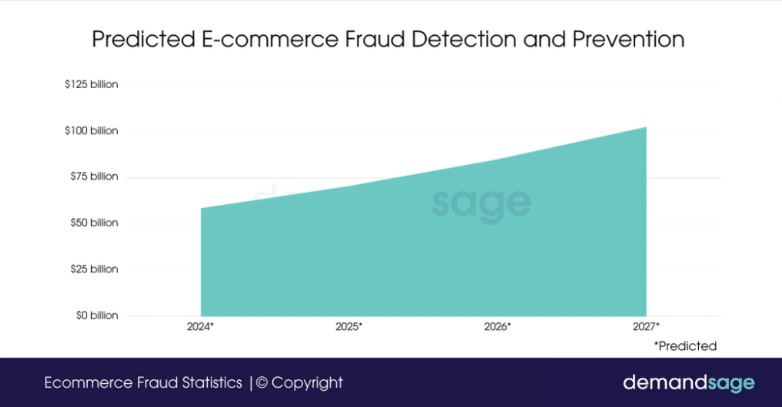 Predicted E-commerce Fraud Detection and Prevention
$125 billion
$100 billion
$75 billion
$50 billion
$25 billion
$0 billion
demandsage
2024*
2025*
2026*
2027*
*Predicted
Ecommerce Fraud Statistics |© Copyright
demandsage